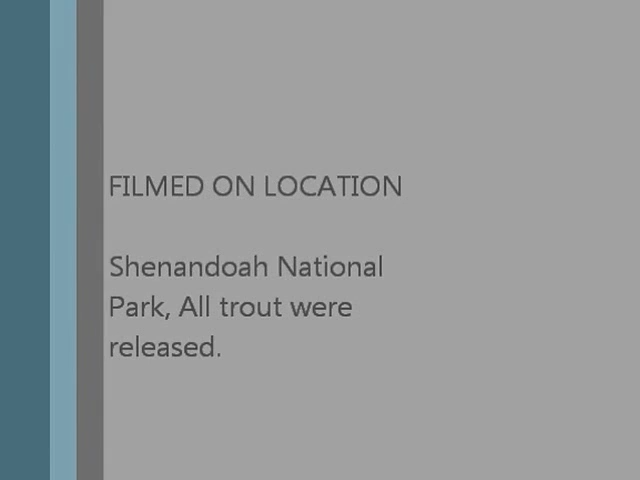 FILMED ON LOCATION
Shenandoah National
Park, All trout were
released.